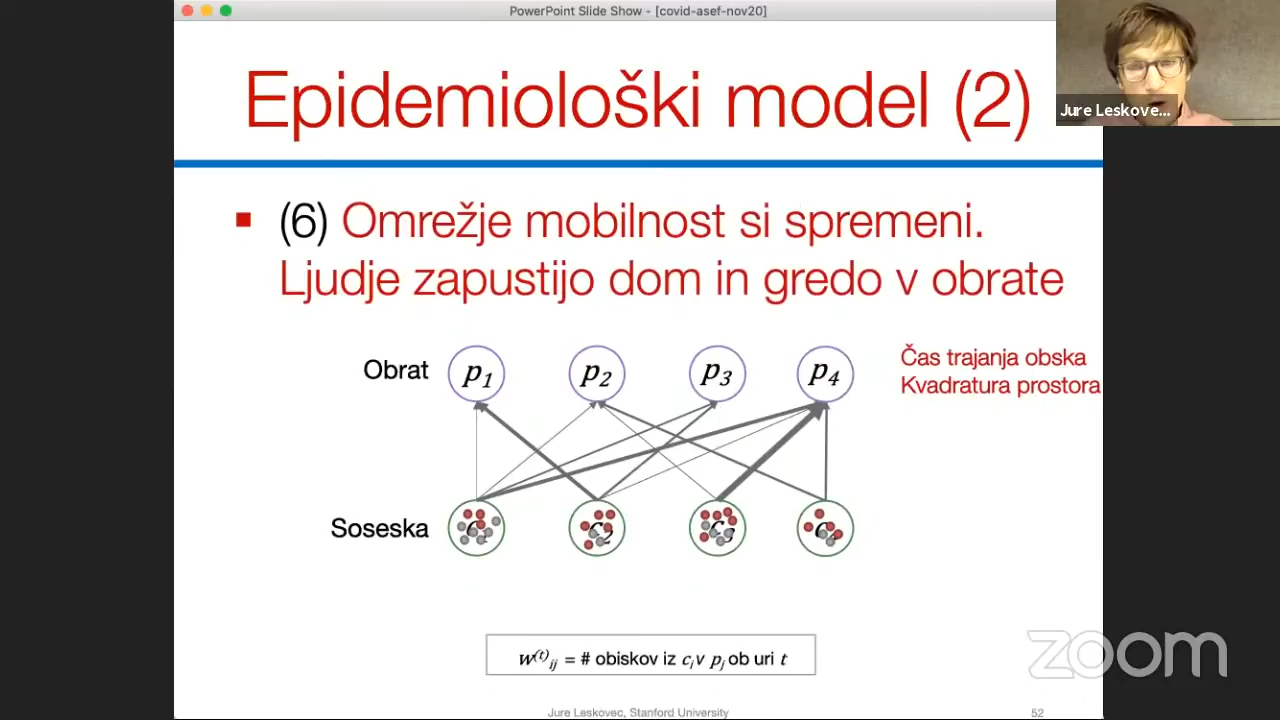 PowerPoint Slide Show - [covid-asef-nov20]
Jure Leskove...
Epidemiološki model (2)
(6) Omrežje mobilnost si spremeni.
Ljudje zapustijo dom in gredo v obrate
Obrat p1 p2 p3 p4
Čas trajanja obska
Kvadratura prostora
Soseska
w(t)ij = # obiskov iz ci v pj ob uri t
zoom
Jure Leskovec, Stanford University 52